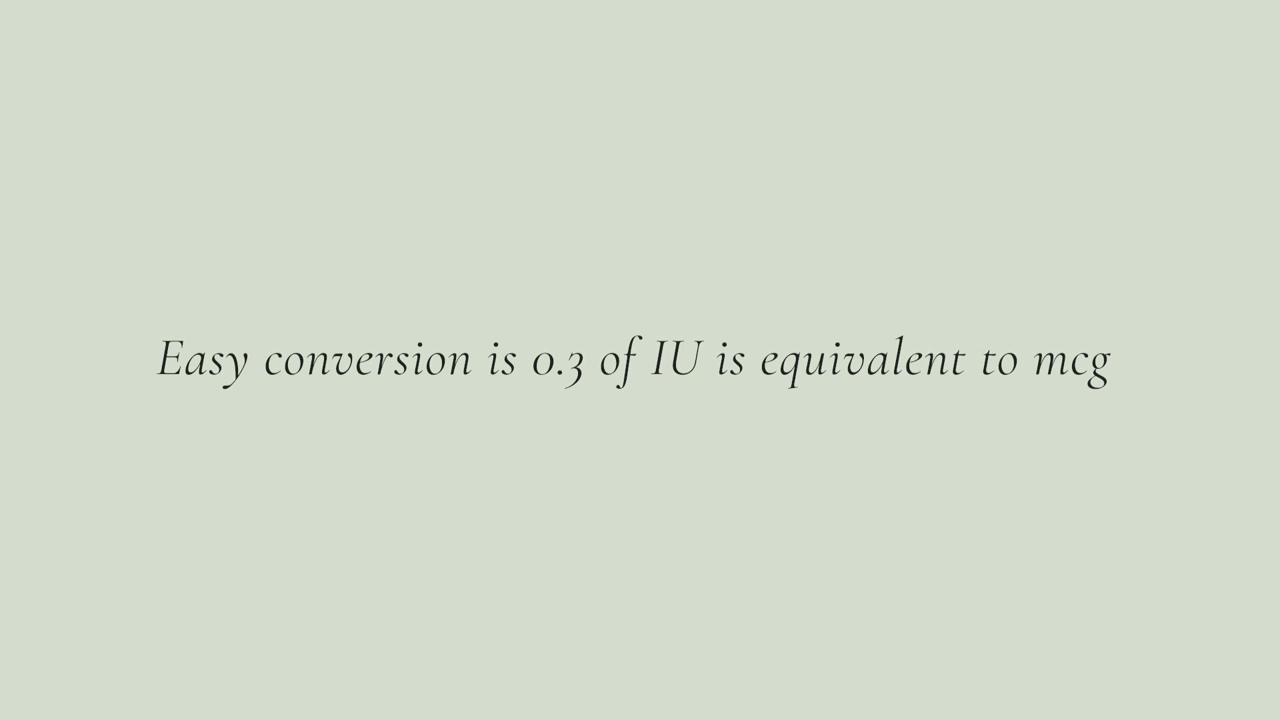 Easy conversion is 0.3 of IU is equivalent to mcg